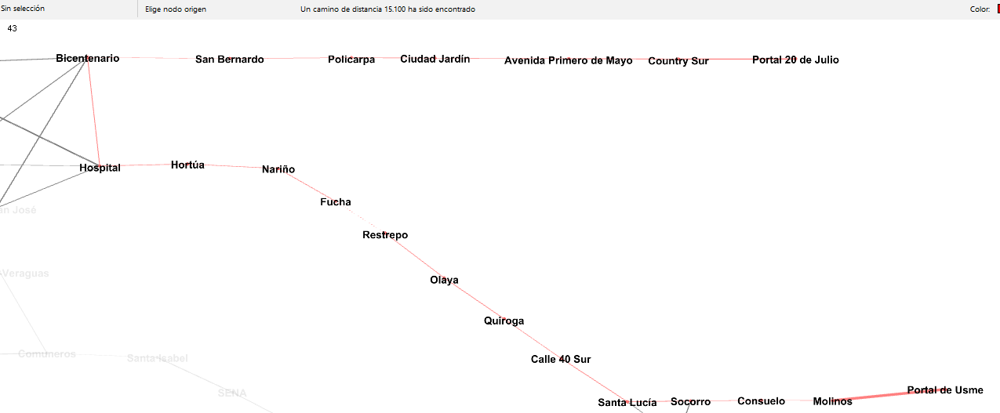 Sin selección
Elige nodo origen
Un camino de distancia 15.100 ha sido encontrado
Color:
43
Bicentenario
San Bernardo
Policarpa
Ciudad Jardín
Avenida Primero de Mayo
Country Sur
Portal 20 de Julio
Hospital
Hortúa
Nariño
Fucha
an José
Restrepo
Veraguas
Olaya
Quiroga
Comuneros
Santa Isabel
Calle 40 Sur
SENA
Portal de Usme
Santa Lucía
Socorro
Consuelo
Molinos